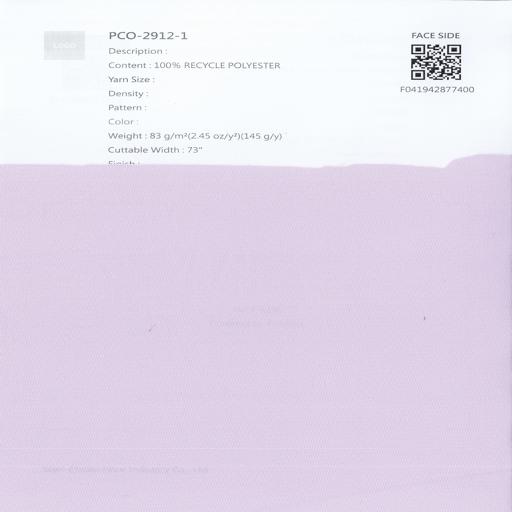 LOGO
PCO-2912-1
Description :
Content : 100% RECYCLE POLYESTER
Yarn Size :
Density :
Pattern :
Color :
Weight : 83 g/m²(2.45 oz/y²)(145 g/y)
Cuttable Width : 73"
Finish :
FACE SIDE
F041942877400